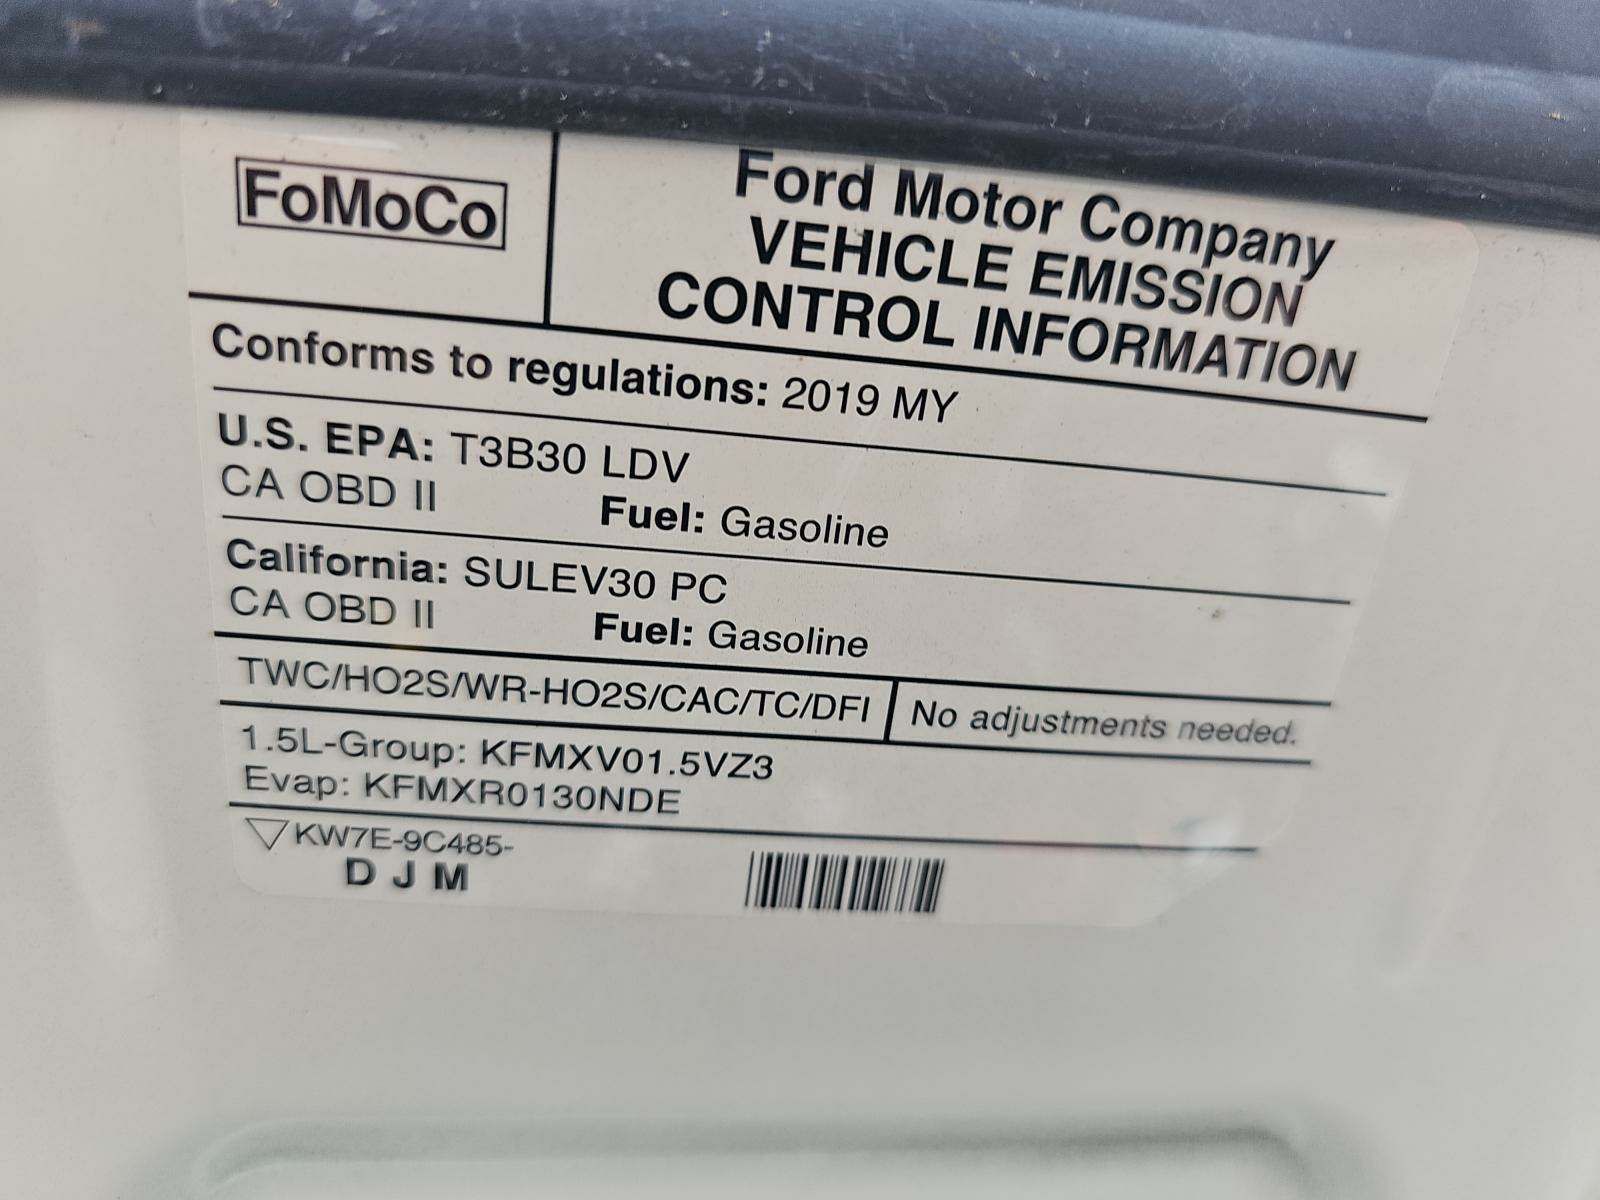 FoMoCo
Ford Motor Company
VEHICLE EMISSION
CONTROL INFORMATION
Conforms to regulations: 2019 MY
U.S. EPA: T3B30 LDV
CA OBD II Fuel: Gasoline
California: SULEV30 PC
CA OBD II Fuel: Gasoline
TWC/HO2S/WR-HO2S/CAC/TC/DFI No adjustments needed.
1.5L-Group: KFMXV01.5VZ3
Evap: KFMXR0130NDE
KW7E-9C485-
D J M